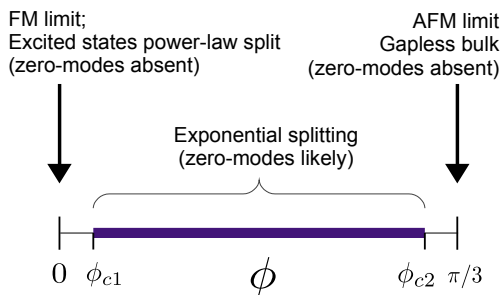 FM limit;
Excited states power-law split
(zero-modes absent)
AFM limit
Gapless bulk
(zero-modes absent)
Exponential splitting
(zero-modes likely)
0 ϕc1 ϕ ϕc2 π/3